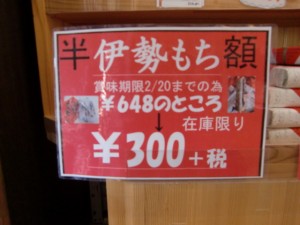 半 伊勢もち 額
賞味期限2/20までの為
¥648のところ
↓
在庫限り
¥300+税